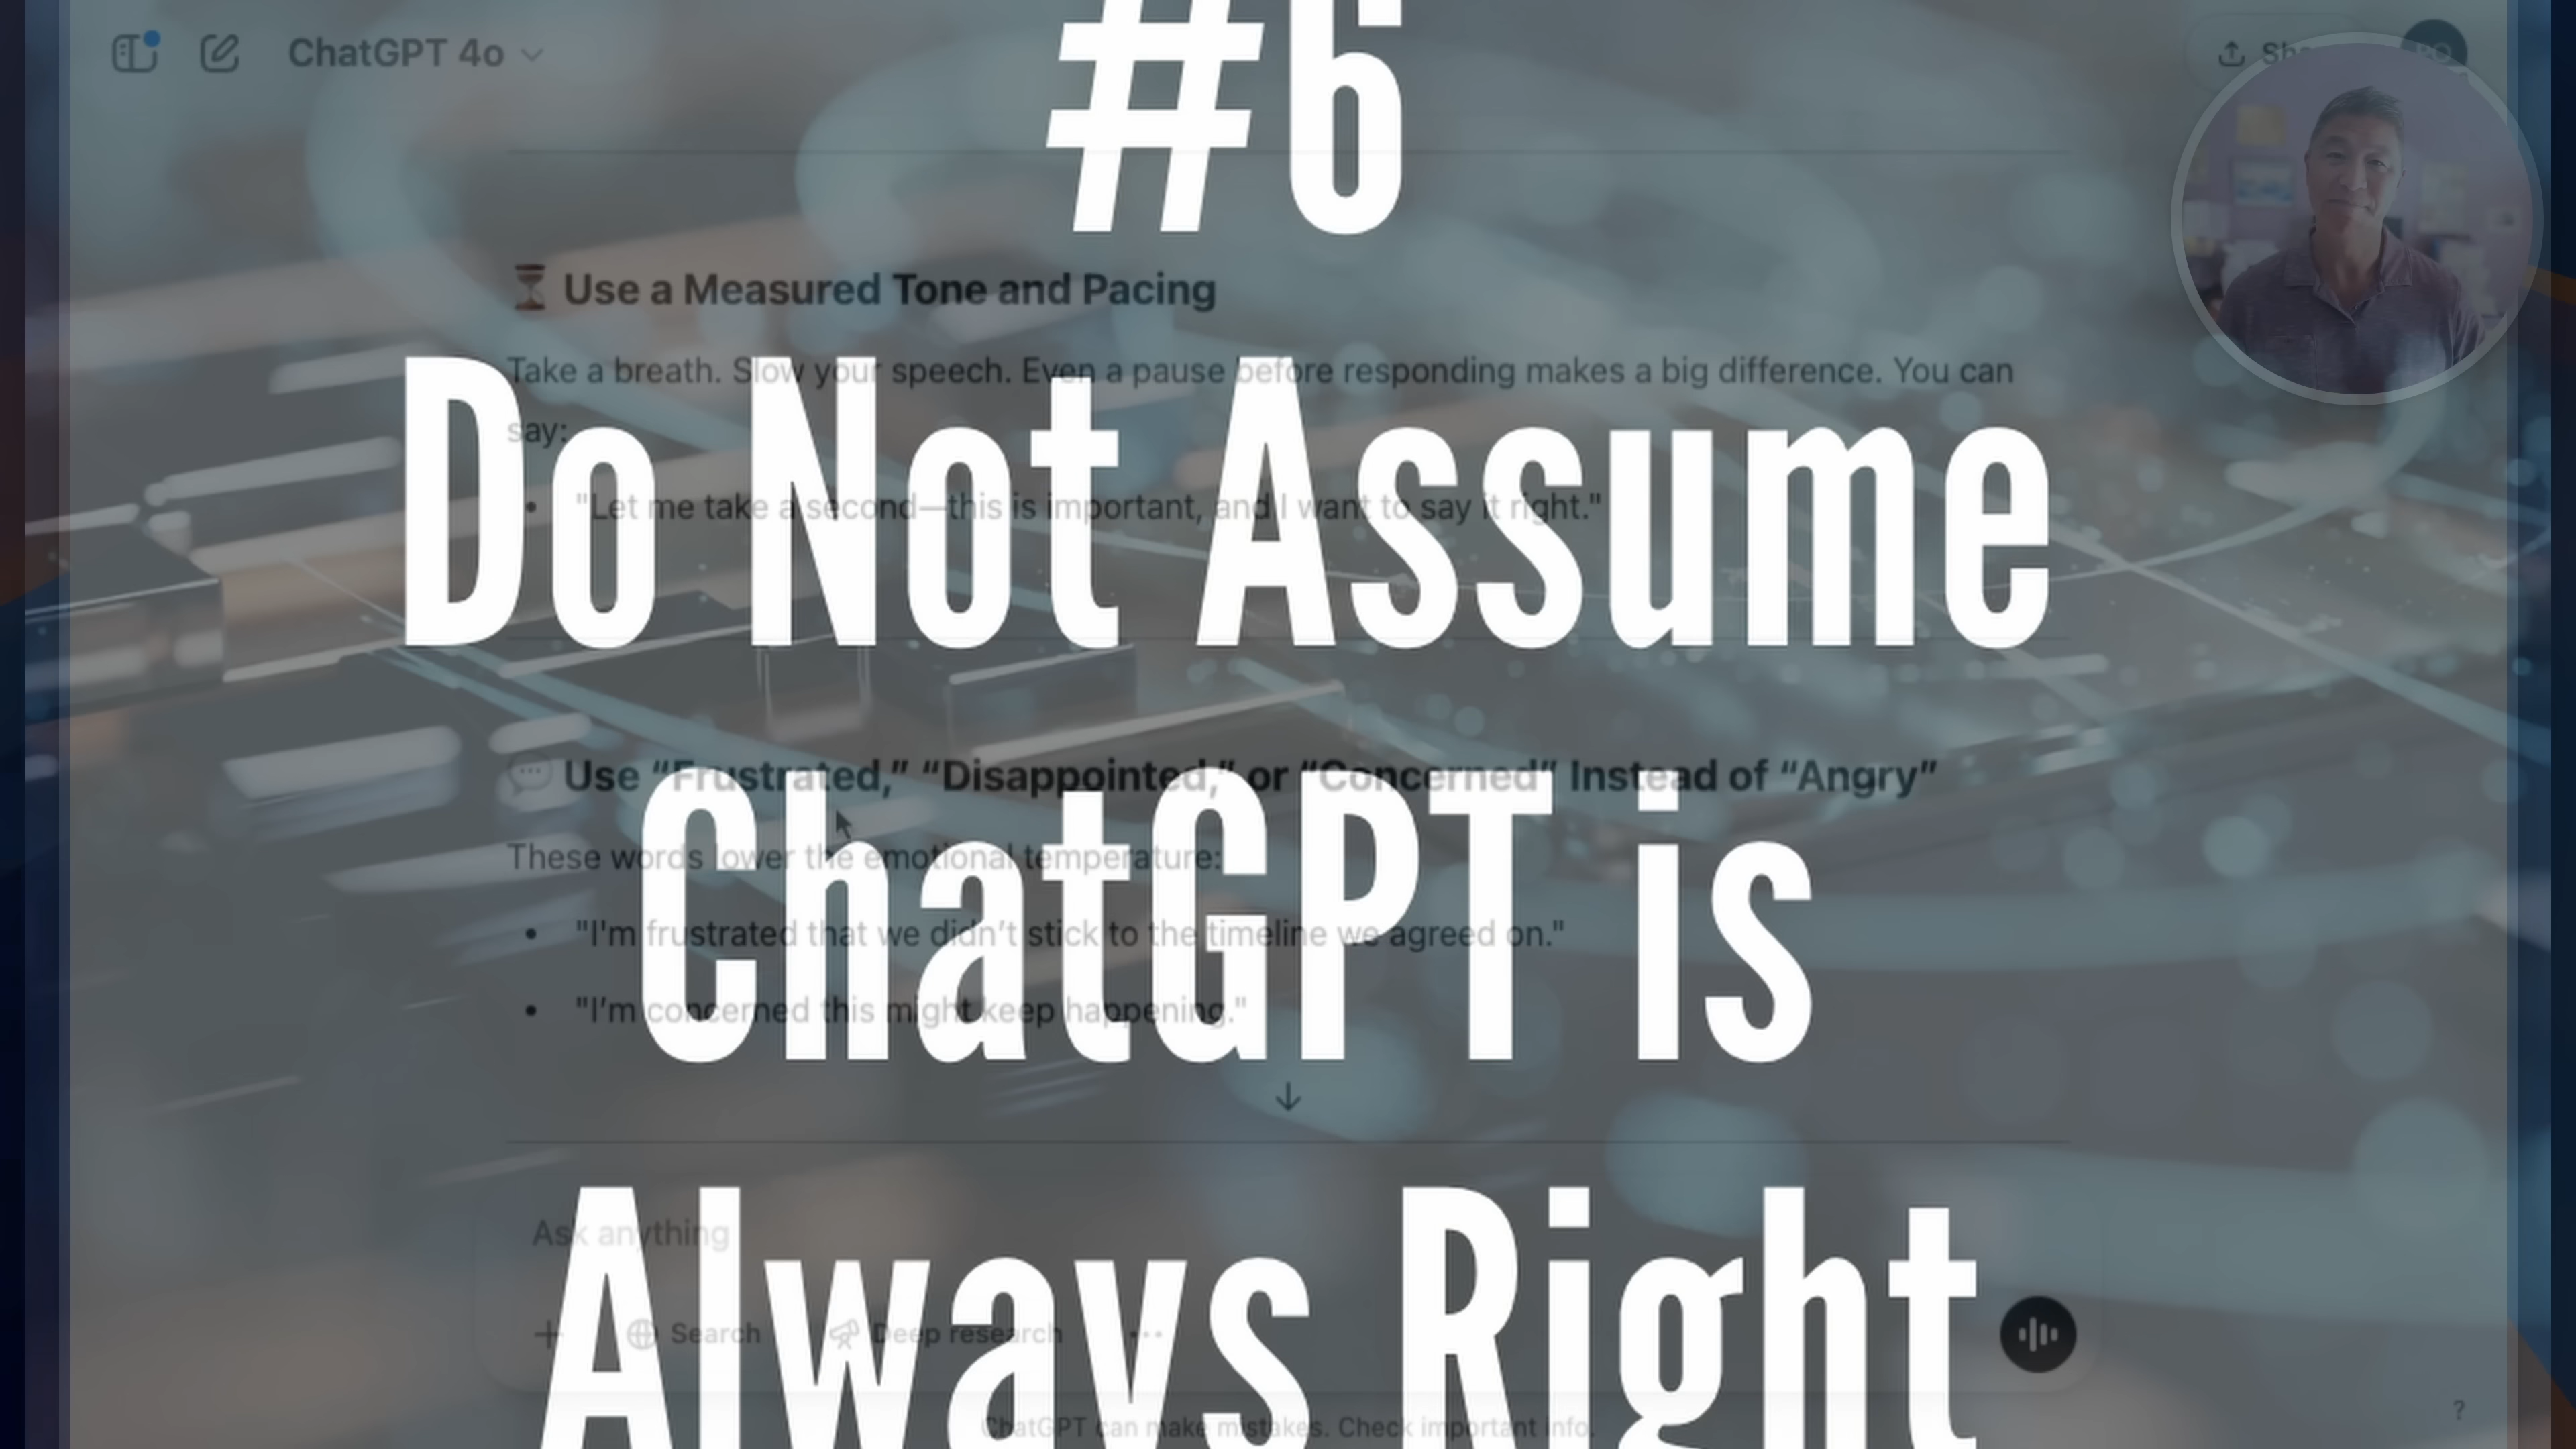 #6
Do Not Assume
ChatGPT is
Always Right
ChatGPT 4o
⏳ Use a Measured Tone and Pacing
Take a breath. Slow your speech. Even a pause before responding makes a big difference. You can
say:
• "Let me take a second—this is important, and I want to say it right."
💬 Use “Frustrated,” “Disappointed,” or “Concerned” Instead of “Angry”
These words lower the emotional temperature:
• "I'm frustrated that we didn’t stick to the timeline we agreed on."
• "I’m concerned this might keep happening."
Ask anything
Search Deep research ...
ChatGPT can make mistakes. Check important info.
?